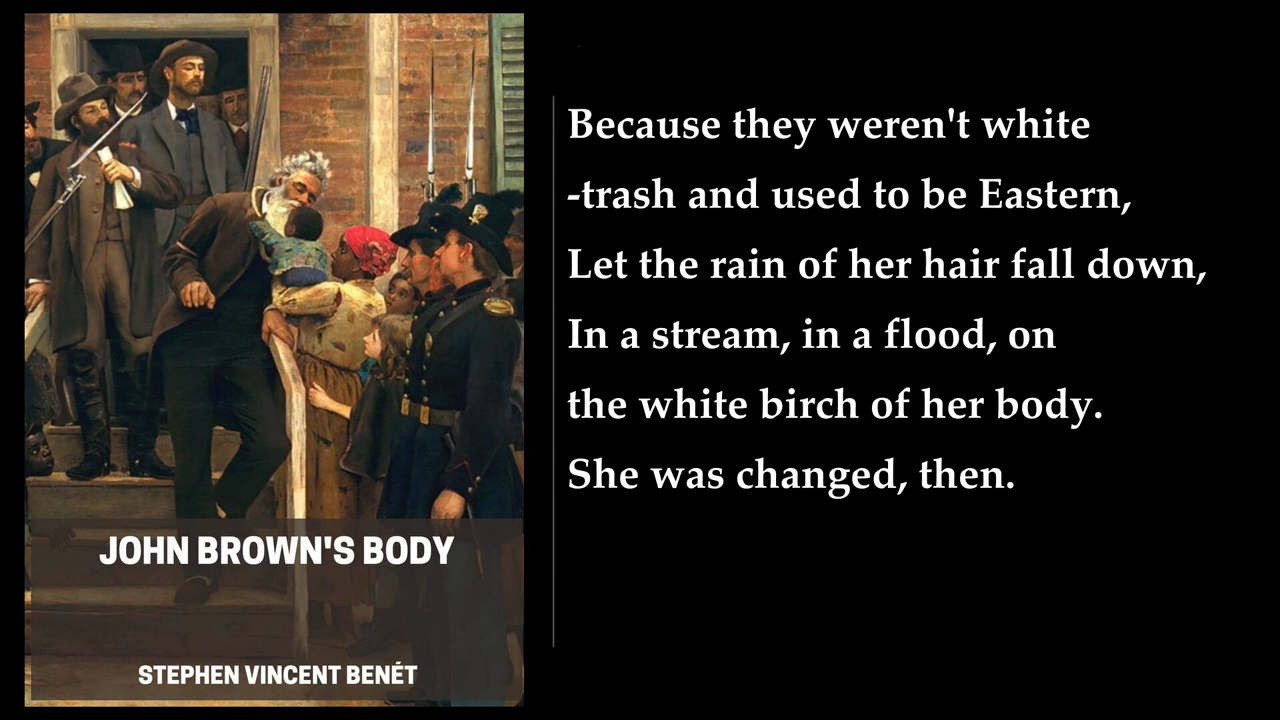 JOHN BROWN'S BODY
STEPHEN VINCENT BENÉT
Because they weren't white
-trash and used to be Eastern,
Let the rain of her hair fall down,
In a stream, in a flood, on
the white birch of her body.
She was changed, then.